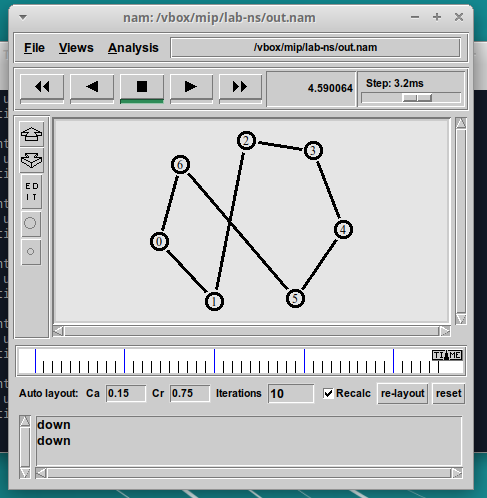 nam: /vbox/mip/lab-ns/out.nam
File Views Analysis /vbox/mip/lab-ns/out.nam
4.590064 Step: 3.2ms
2
3
6
4
0
5
1
EDIT
TIME
Auto layout: Ca 0.15 Cr 0.75 Iterations 10 Recalc re-layout reset
down
down